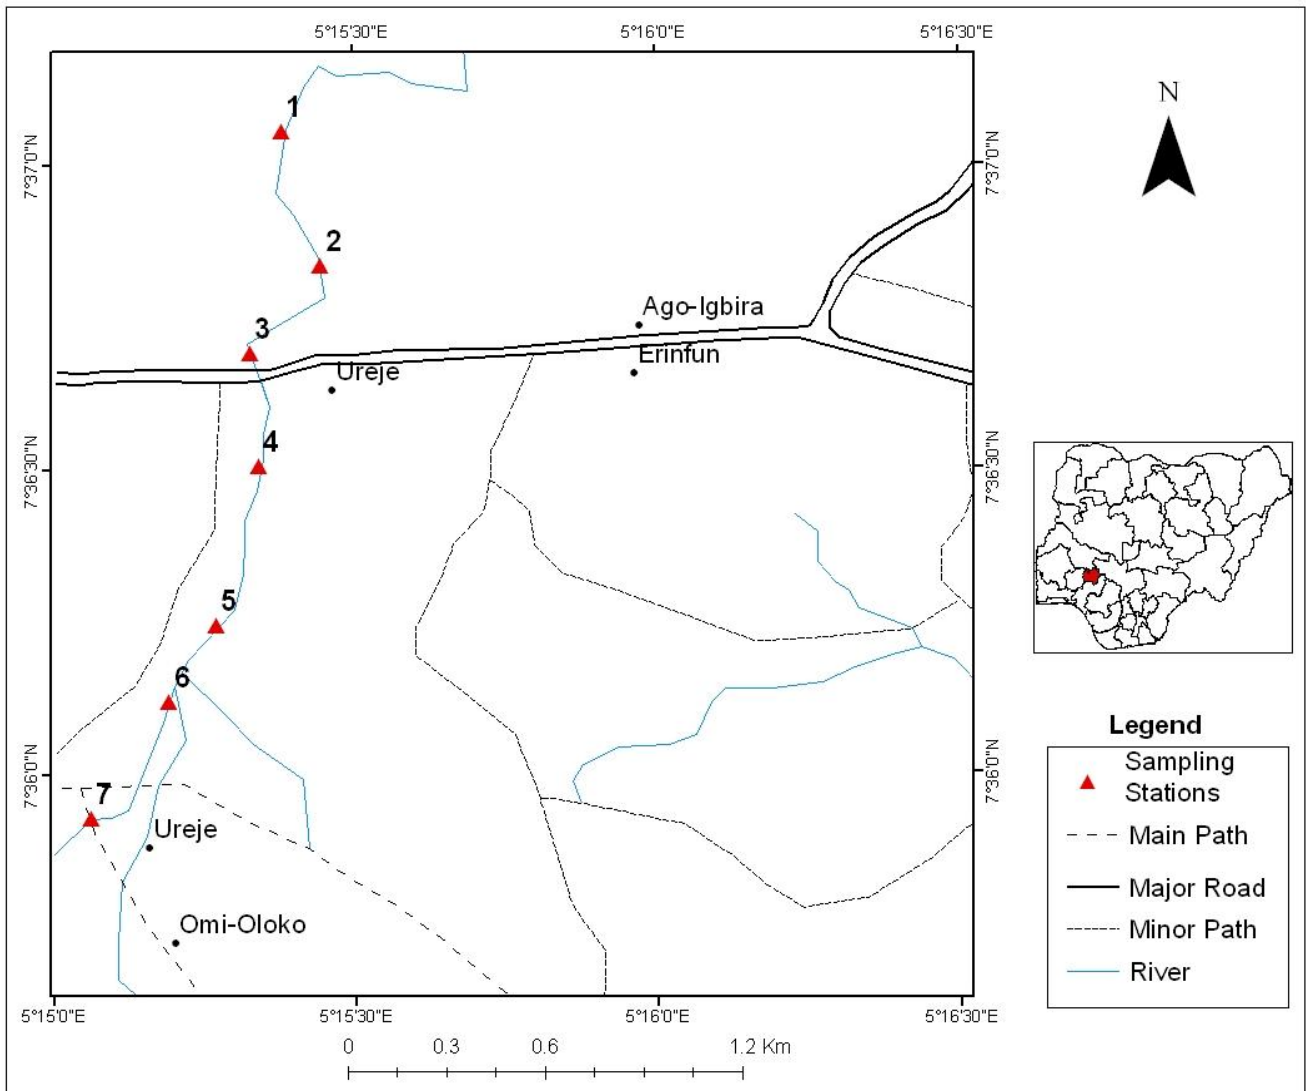 5°15'30"E 5°16'0"E 5°16'30"E
1
N
7°37'0"N
7°37'0"N
2
Ago-Igbira
3
Erinfun
Ureje
4
7°36'30"N
7°36'30"N
5
6
Legend
Sampling
Stations
7°36'0"N
7°36'0"N
7
Ureje
Main Path
Major Road
Omi-Oloko
Minor Path
River
5°15'0"E 5°15'30"E 5°16'0"E 5°16'30"E
0 0.3 0.6 1.2 Km